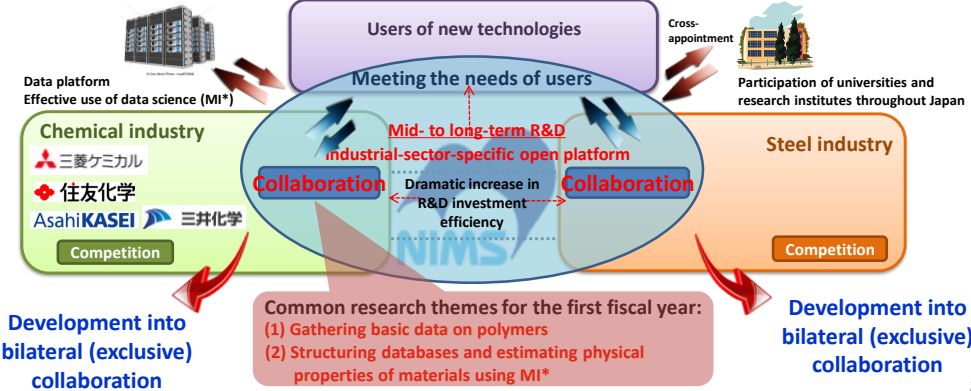 Users of new technologies
Cross-
appointment
Data platform
Effective use of data science (MI*)
Meeting the needs of users
Participation of universities and
research institutes throughout Japan
Chemical industry
三菱ケミカル
住友化学
AsahiKASEI
三井化学
Competition
Mid- to long-term R&D
Industrial-sector-specific open platform
Collaboration
Dramatic increase in
R&D investment
efficiency
Collaboration
NIMS
Steel industry
Competition
Development into
bilateral (exclusive)
collaboration
Common research themes for the first fiscal year:
(1) Gathering basic data on polymers
(2) Structuring databases and estimating physical
properties of materials using MI*
Development into
bilateral (exclusive)
collaboration